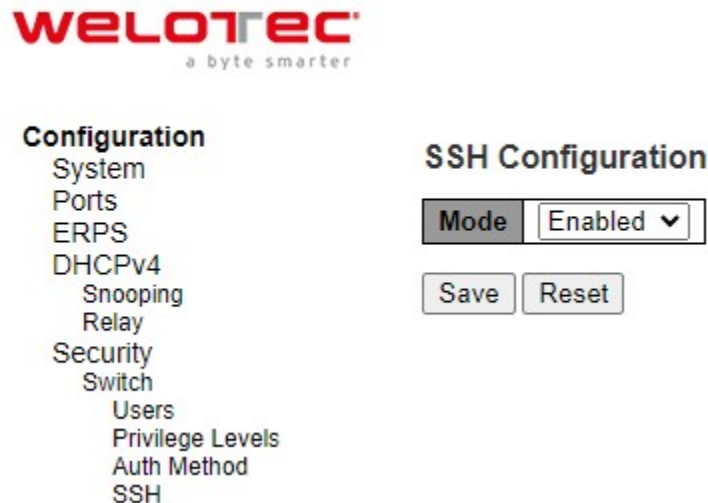 weLOTec
a byte smarter
Configuration
System
Ports
ERPS
DHCPv4
Snooping
Relay
Security
Switch
Users
Privilege Levels
Auth Method
SSH
SSH Configuration
Mode Enabled
Save Reset